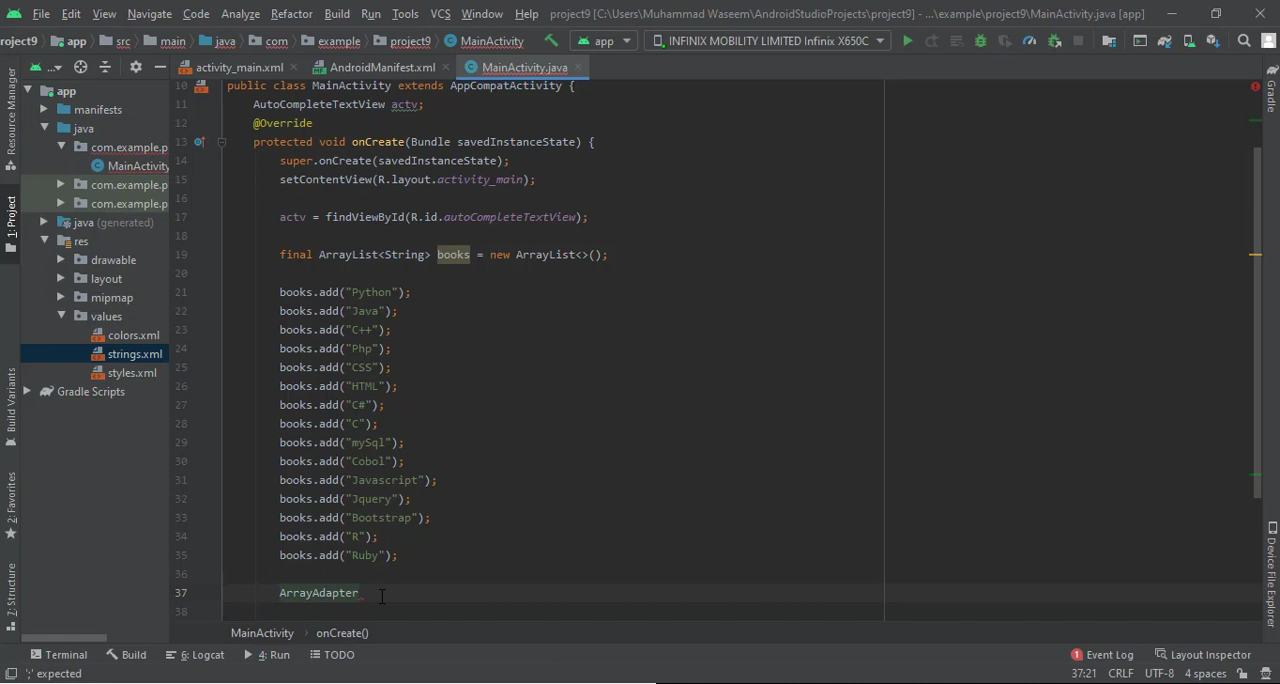 File Edit View Navigate Code Analyze Refactor Build Run Tools VCS Window Help project9 [C:\Users\Muhammad Waseem\AndroidStudioProjects\project9] - ...\example\project9\MainActivity.java [app]
roject9 app src main java com example project9 MainActivity app INFINIX MOBILITY LIMITED Infinix X650C
activity_main.xml AndroidManifest.xml MainActivity.java
Resource Manager
1: Project
Build Variants
2: Favorites
7: Structure
app
manifests
java
com.example.p
MainActivity
com.example.p
com.example.p
java (generated)
res
drawable
layout
mipmap
values
colors.xml
strings.xml
styles.xml
Gradle Scripts
10 public class MainActivity extends AppCompatActivity {
11 AutoCompleteTextView actv;
12 @Override
13 protected void onCreate(Bundle savedInstanceState) {
14 super.onCreate(savedInstanceState);
15 setContentView(R.layout.activity_main);
16
17 actv = findViewById(R.id.autoCompleteTextView);
18
19 final ArrayList<String> books = new ArrayList<>();
20
21 books.add("Python");
22 books.add("Java");
23 books.add("C++");
24 books.add("Php");
25 books.add("CSS");
26 books.add("HTML");
27 books.add("C#");
28 books.add("C");
29 books.add("mySql");
30 books.add("Cobol");
31 books.add("Javascript");
32 books.add("Jquery");
33 books.add("Bootstrap");
34 books.add("R");
35 books.add("Ruby");
36
37 ArrayAdapter
38
Gradle
Device File Explorer
MainActivity onCreate()
Terminal Build 6: Logcat 4: Run TODO 1 Event Log Layout Inspector
';' expected 37:21 CRLF UTF-8 4 spaces